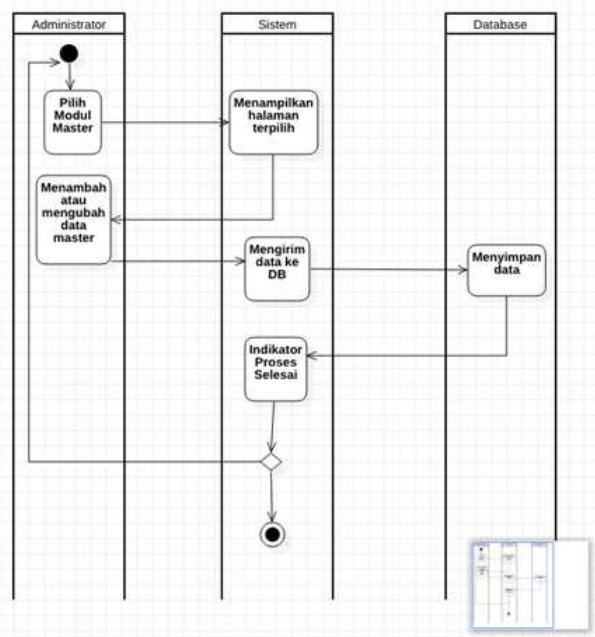 Administrator
Sistem
Database
Pilih
Modul
Master
Menampilkan
halaman
terpilih
Menambah
atau
mengubah
data
master
Mengirim
data ke
DB
Menyimpan
data
Indikator
Proses
Selesai